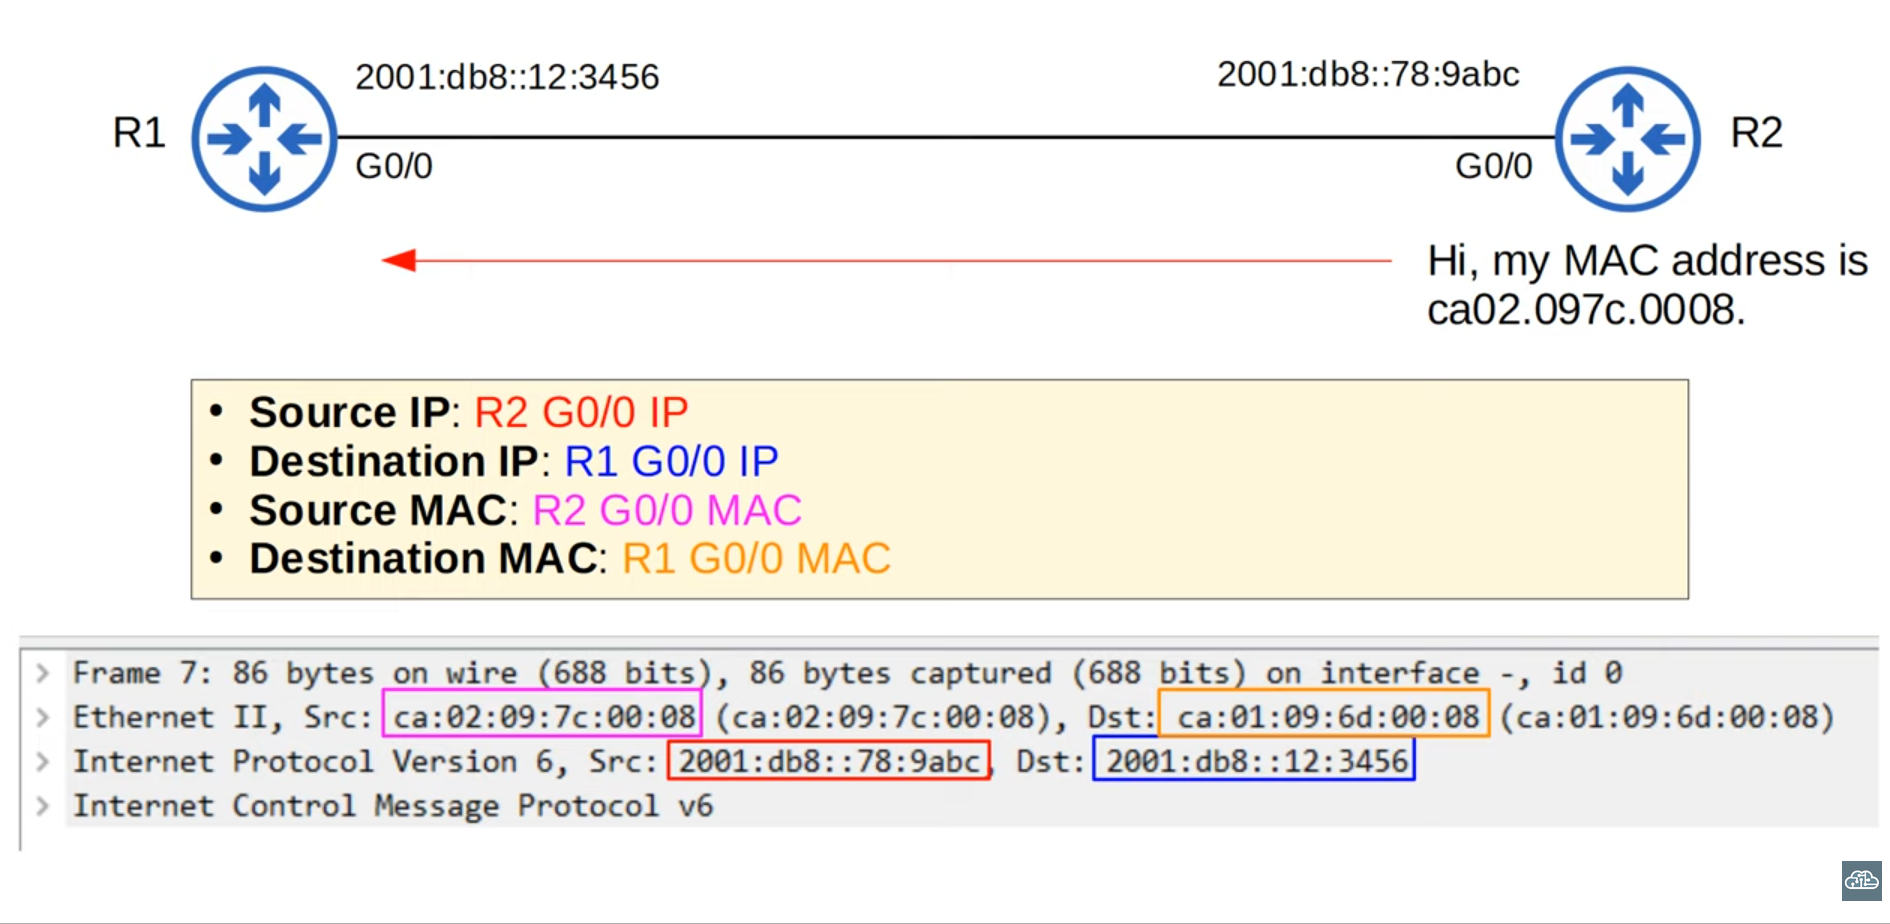 2001:db8::12:3456
2001:db8::78:9abc
R1
R2
G0/0
G0/0
Hi, my MAC address is
ca02.097c.0008.
• Source IP: R2 G0/0 IP
• Destination IP: R1 G0/0 IP
• Source MAC: R2 G0/0 MAC
• Destination MAC: R1 G0/0 MAC
> Frame 7: 86 bytes on wire (688 bits), 86 bytes captured (688 bits) on interface -, id 0
> Ethernet II, Src: ca:02:09:7c:00:08 (ca:02:09:7c:00:08), Dst: ca:01:09:6d:00:08 (ca:01:09:6d:00:08)
> Internet Protocol Version 6, Src: 2001:db8::78:9abc, Dst: 2001:db8::12:3456
> Internet Control Message Protocol v6